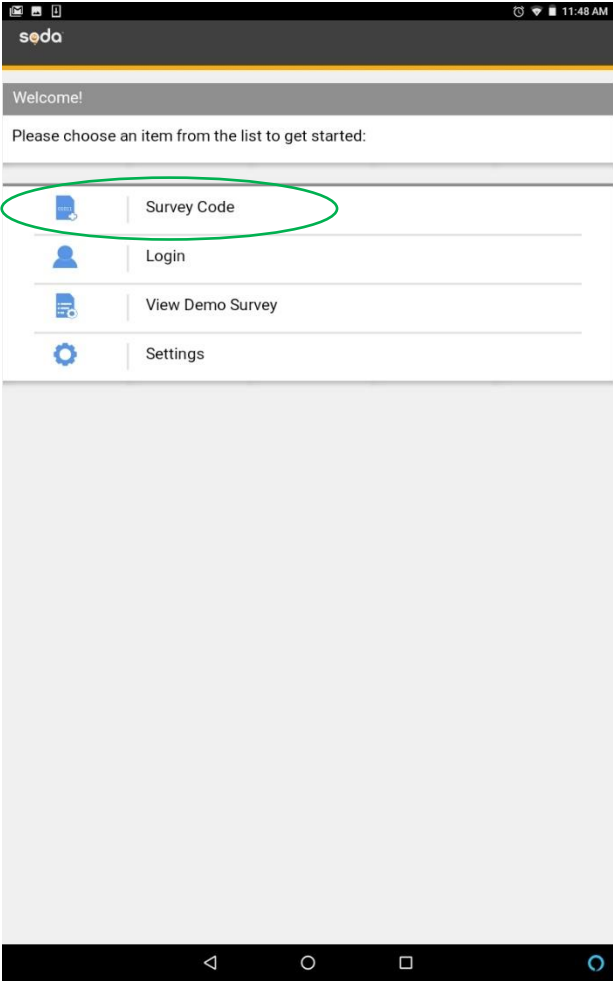 11:48 AM
soda
Welcome!
Please choose an item from the list to get started:
Survey Code
Login
View Demo Survey
Settings